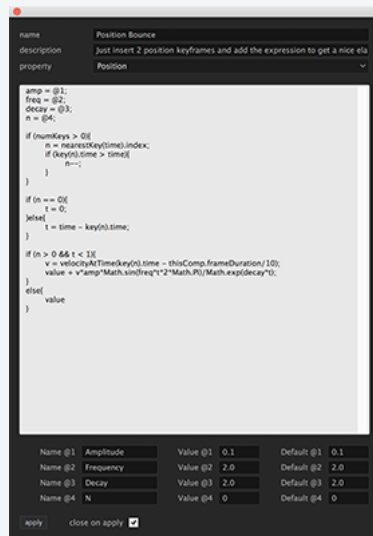 name Position Bounce
description Just insert 2 position keyframes and add the expression to get a nice ela
property Position
amp = @1;
freq = @2;
decay = @3;
n = @4;
if (numKeys > 0){
n = nearestKey(time).index;
if (key(n).time > time){
n--;
}
}
if (n == 0){
t = 0;
}else{
t = time - key(n).time;
}
if (n > 0 && t < 1){
v = velocityAtTime(key(n).time - thisComp.frameDuration/10);
value + v*amp*Math.sin(freq*t*2*Math.PI)/Math.exp(decay*t);
}
else{
value
}
Name @1 Amplitude Value @1 0.1 Default @1 0.1
Name @2 Frequency Value @2 2.0 Default @2 2.0
Name @3 Decay Value @3 2.0 Default @3 2.0
Name @4 N Value @4 0 Default @4 0
apply close on apply